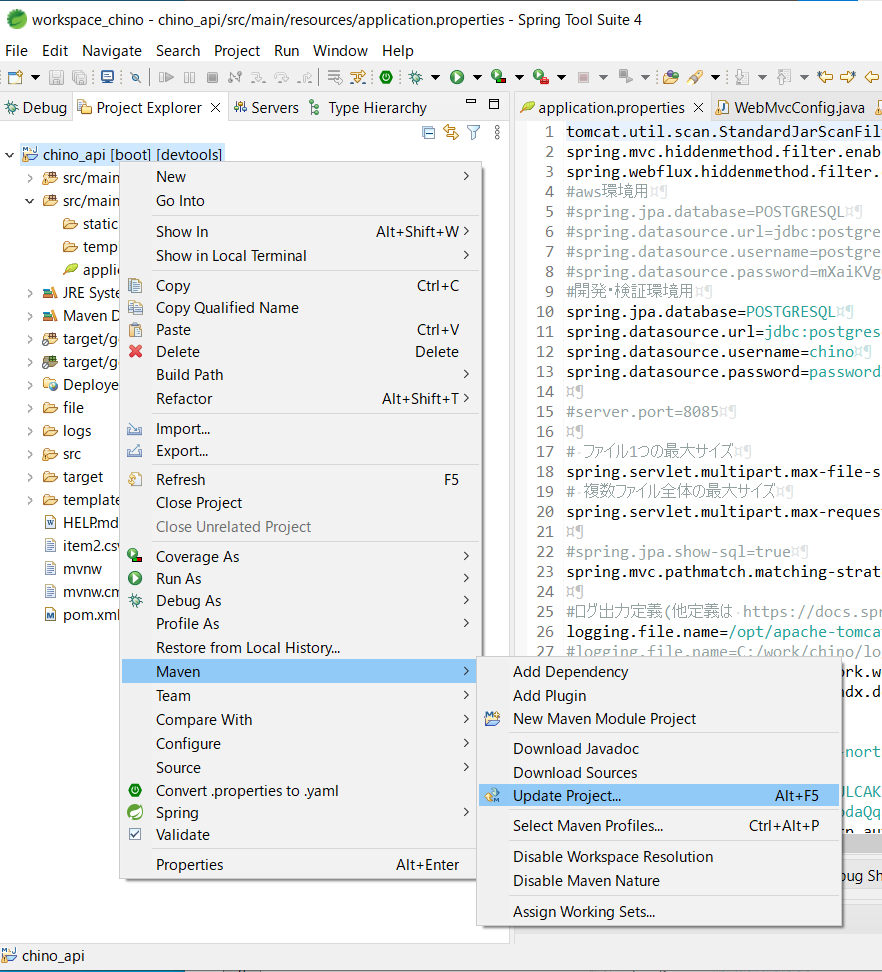 workspace_chino - chino_api/src/main/resources/application.properties - Spring Tool Suite 4
File Edit Navigate Search Project Run Window Help
Debug Project Explorer Servers Type Hierarchy
application.properties WebMvcConfig.java
chino_api [boot] [devtools]
src/main
src/main
static
temp
applic
JRE Syste
Maven D
target/g
target/g
Deploye
file
logs
src
target
template
HELP.md
item2.csv
mvnw
mvnw.cm
pom.xml
New
Go Into
Show In Alt+Shift+W
Show in Local Terminal
Copy Ctrl+C
Copy Qualified Name
Paste Ctrl+V
Delete Delete
Build Path
Refactor Alt+Shift+T
Import...
Export...
Refresh F5
Close Project
Close Unrelated Project
Coverage As
Run As
Debug As
Profile As
Restore from Local History...
Maven
Team
Compare With
Configure
Source
Convert .properties to .yaml
Spring
Validate
Properties Alt+Enter
Add Dependency
Add Plugin
New Maven Module Project
Download Javadoc
Download Sources
Update Project... Alt+F5
Select Maven Profiles... Ctrl+Alt+P
Disable Workspace Resolution
Disable Maven Nature
Assign Working Sets...
1 tomcat.util.scan.StandardJarScanFil
2 spring.mvc.hiddenmethod.filter.enab
3 spring.webflux.hiddenmethod.filter.
4 #aws環境用¤¶
5 #spring.jpa.database=POSTGRESQL¤¶
6 #spring.datasource.url=jdbc:postgre
7 #spring.datasource.username=postgre
8 #spring.datasource.password=mXaiKVg
9 #開発・検証環境用¤¶
10 spring.jpa.database=POSTGRESQL¤¶
11 spring.datasource.url=jdbc:postgres
12 spring.datasource.username=chino¤¶
13 spring.datasource.password=password
14 ¤¶
15 #server.port=8085¤¶
16 ¤¶
17 # ファイル1つの最大サイズ¤¶
18 spring.servlet.multipart.max-file-s
19 # 複数ファイル全体の最大サイズ¤¶
20 spring.servlet.multipart.max-reques
21 ¤¶
22 #spring.jpa.show-sql=true¤¶
23 spring.mvc.pathmatch.matching-strat
24 ¤¶
25 #ログ出力定義(他定義は https://docs.spr
26 logging.file.name=/opt/apache-tomca
27 #logging.file.name=C:/work/chino/lo
rk.w
ndx.d
-nort
JLCAK
odaQq
bug Sh
chino_api